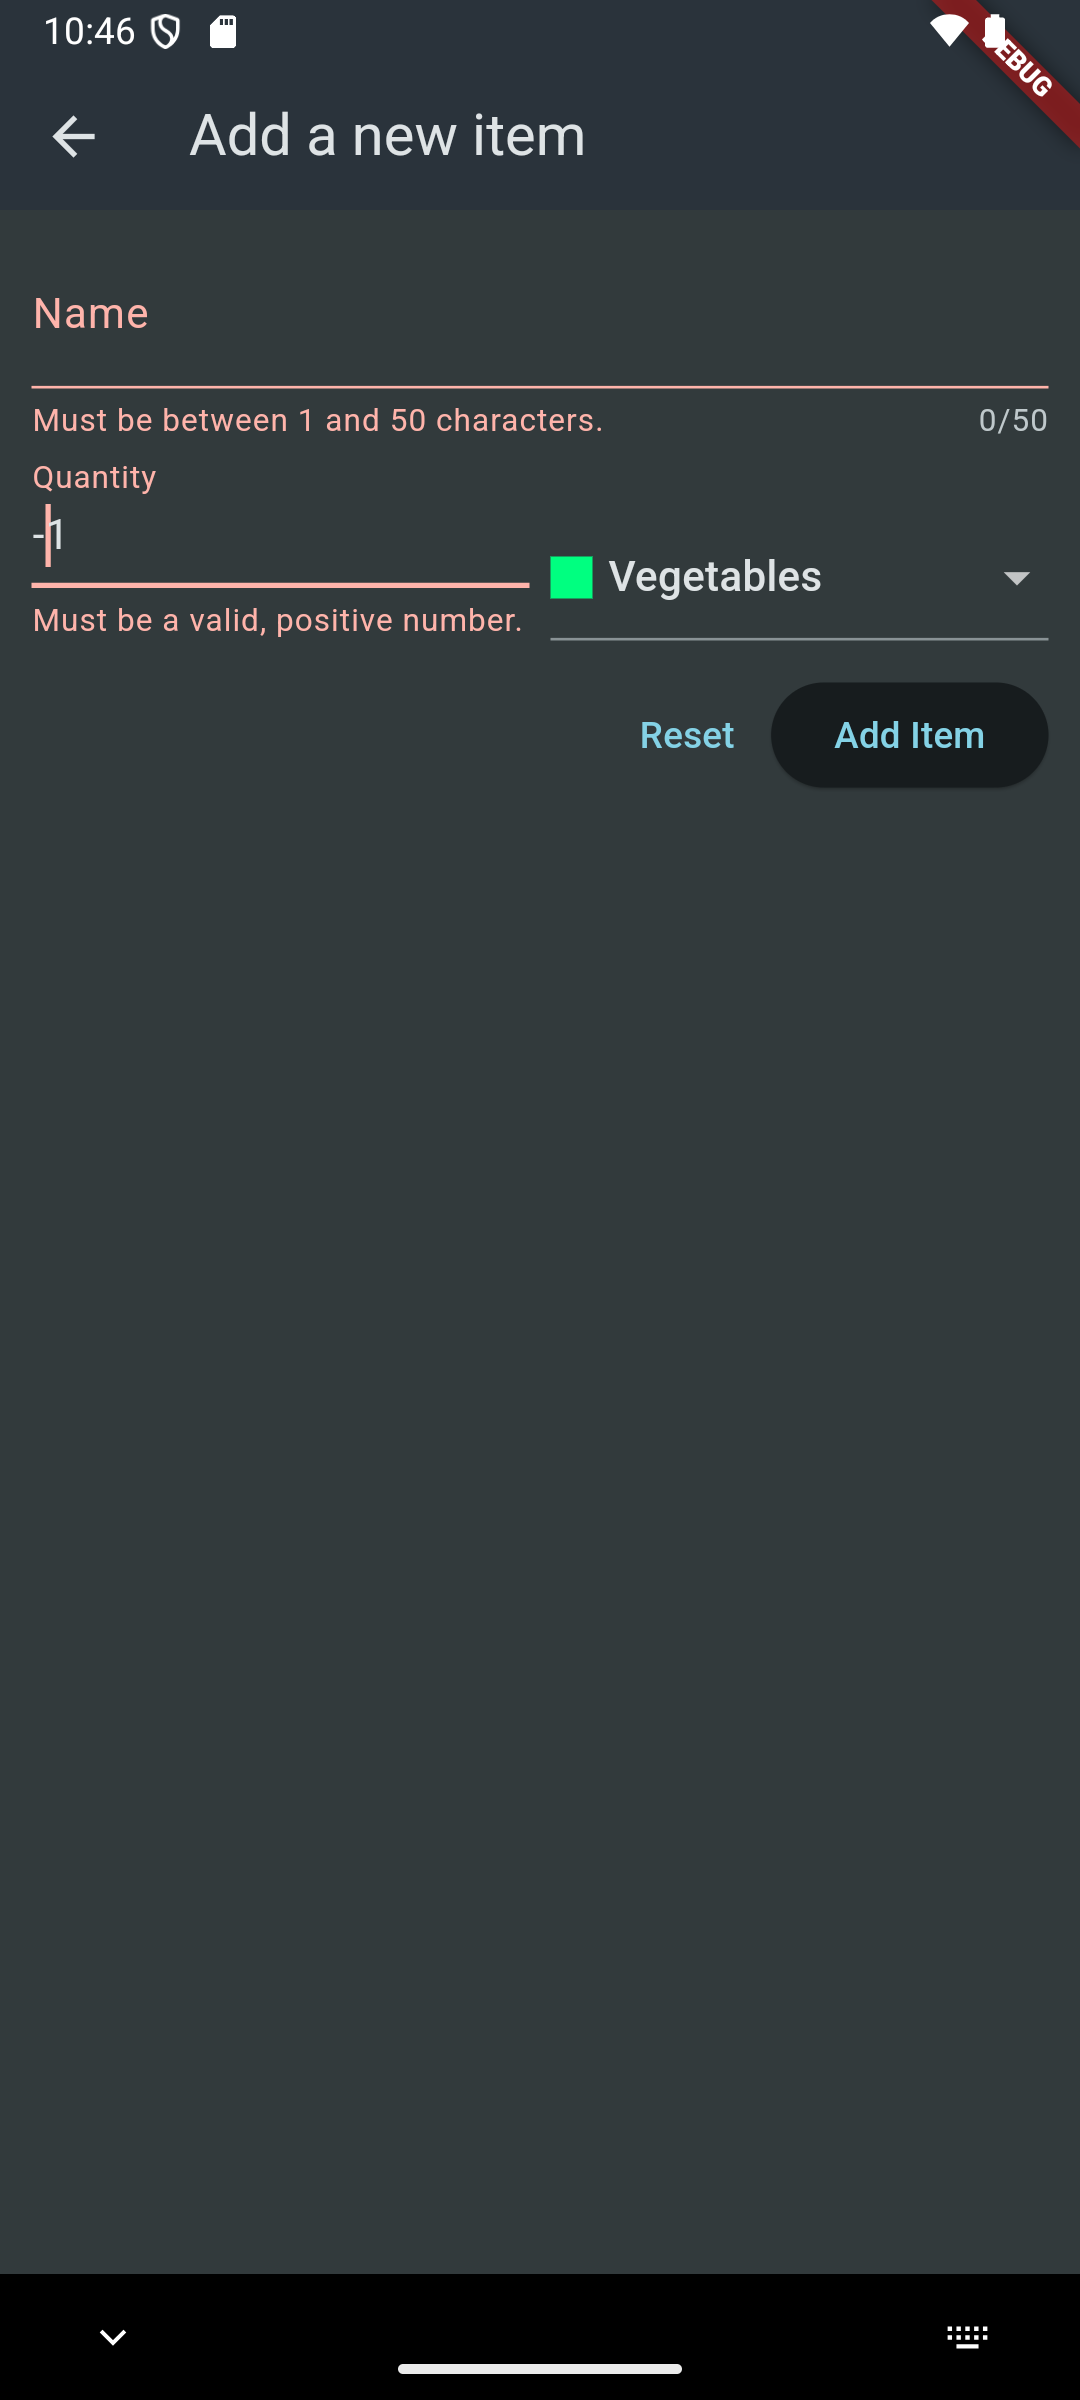 10:46
EBUG
Add a new item
Name
Must be between 1 and 50 characters.
0/50
Quantity
-1
Must be a valid, positive number.
Vegetables
Reset
Add Item